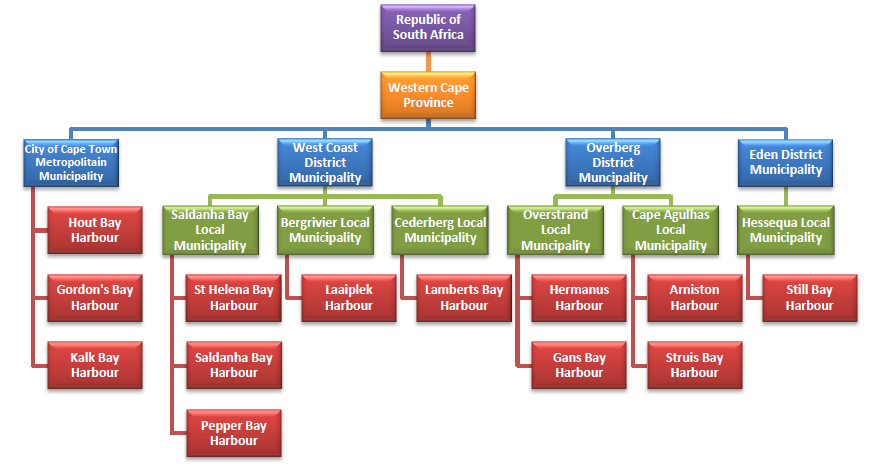 Republic of
South Africa
Western Cape
Province
City of Cape Town
Metropolitain
Municipality
West Coast
District
Municipality
Overberg
District
Muncipality
Eden District
Municipality
Hout Bay
Harbour
Gordon's Bay
Harbour
Kalk Bay
Harbour
Saldanha Bay
Local
Municipality
St Helena Bay
Harbour
Saldanha Bay
Harbour
Pepper Bay
Harbour
Bergrivier Local
Municipality
Laaiplek
Harbour
Cederberg Local
Municipality
Lamberts Bay
Harbour
Overstrand
Local
Muncipality
Hermanus
Harbour
Gans Bay
Harbour
Cape Agulhas
Local
Municipality
Arniston
Harbour
Struis Bay
Harbour
Hessequa Local
Municipality
Still Bay
Harbour